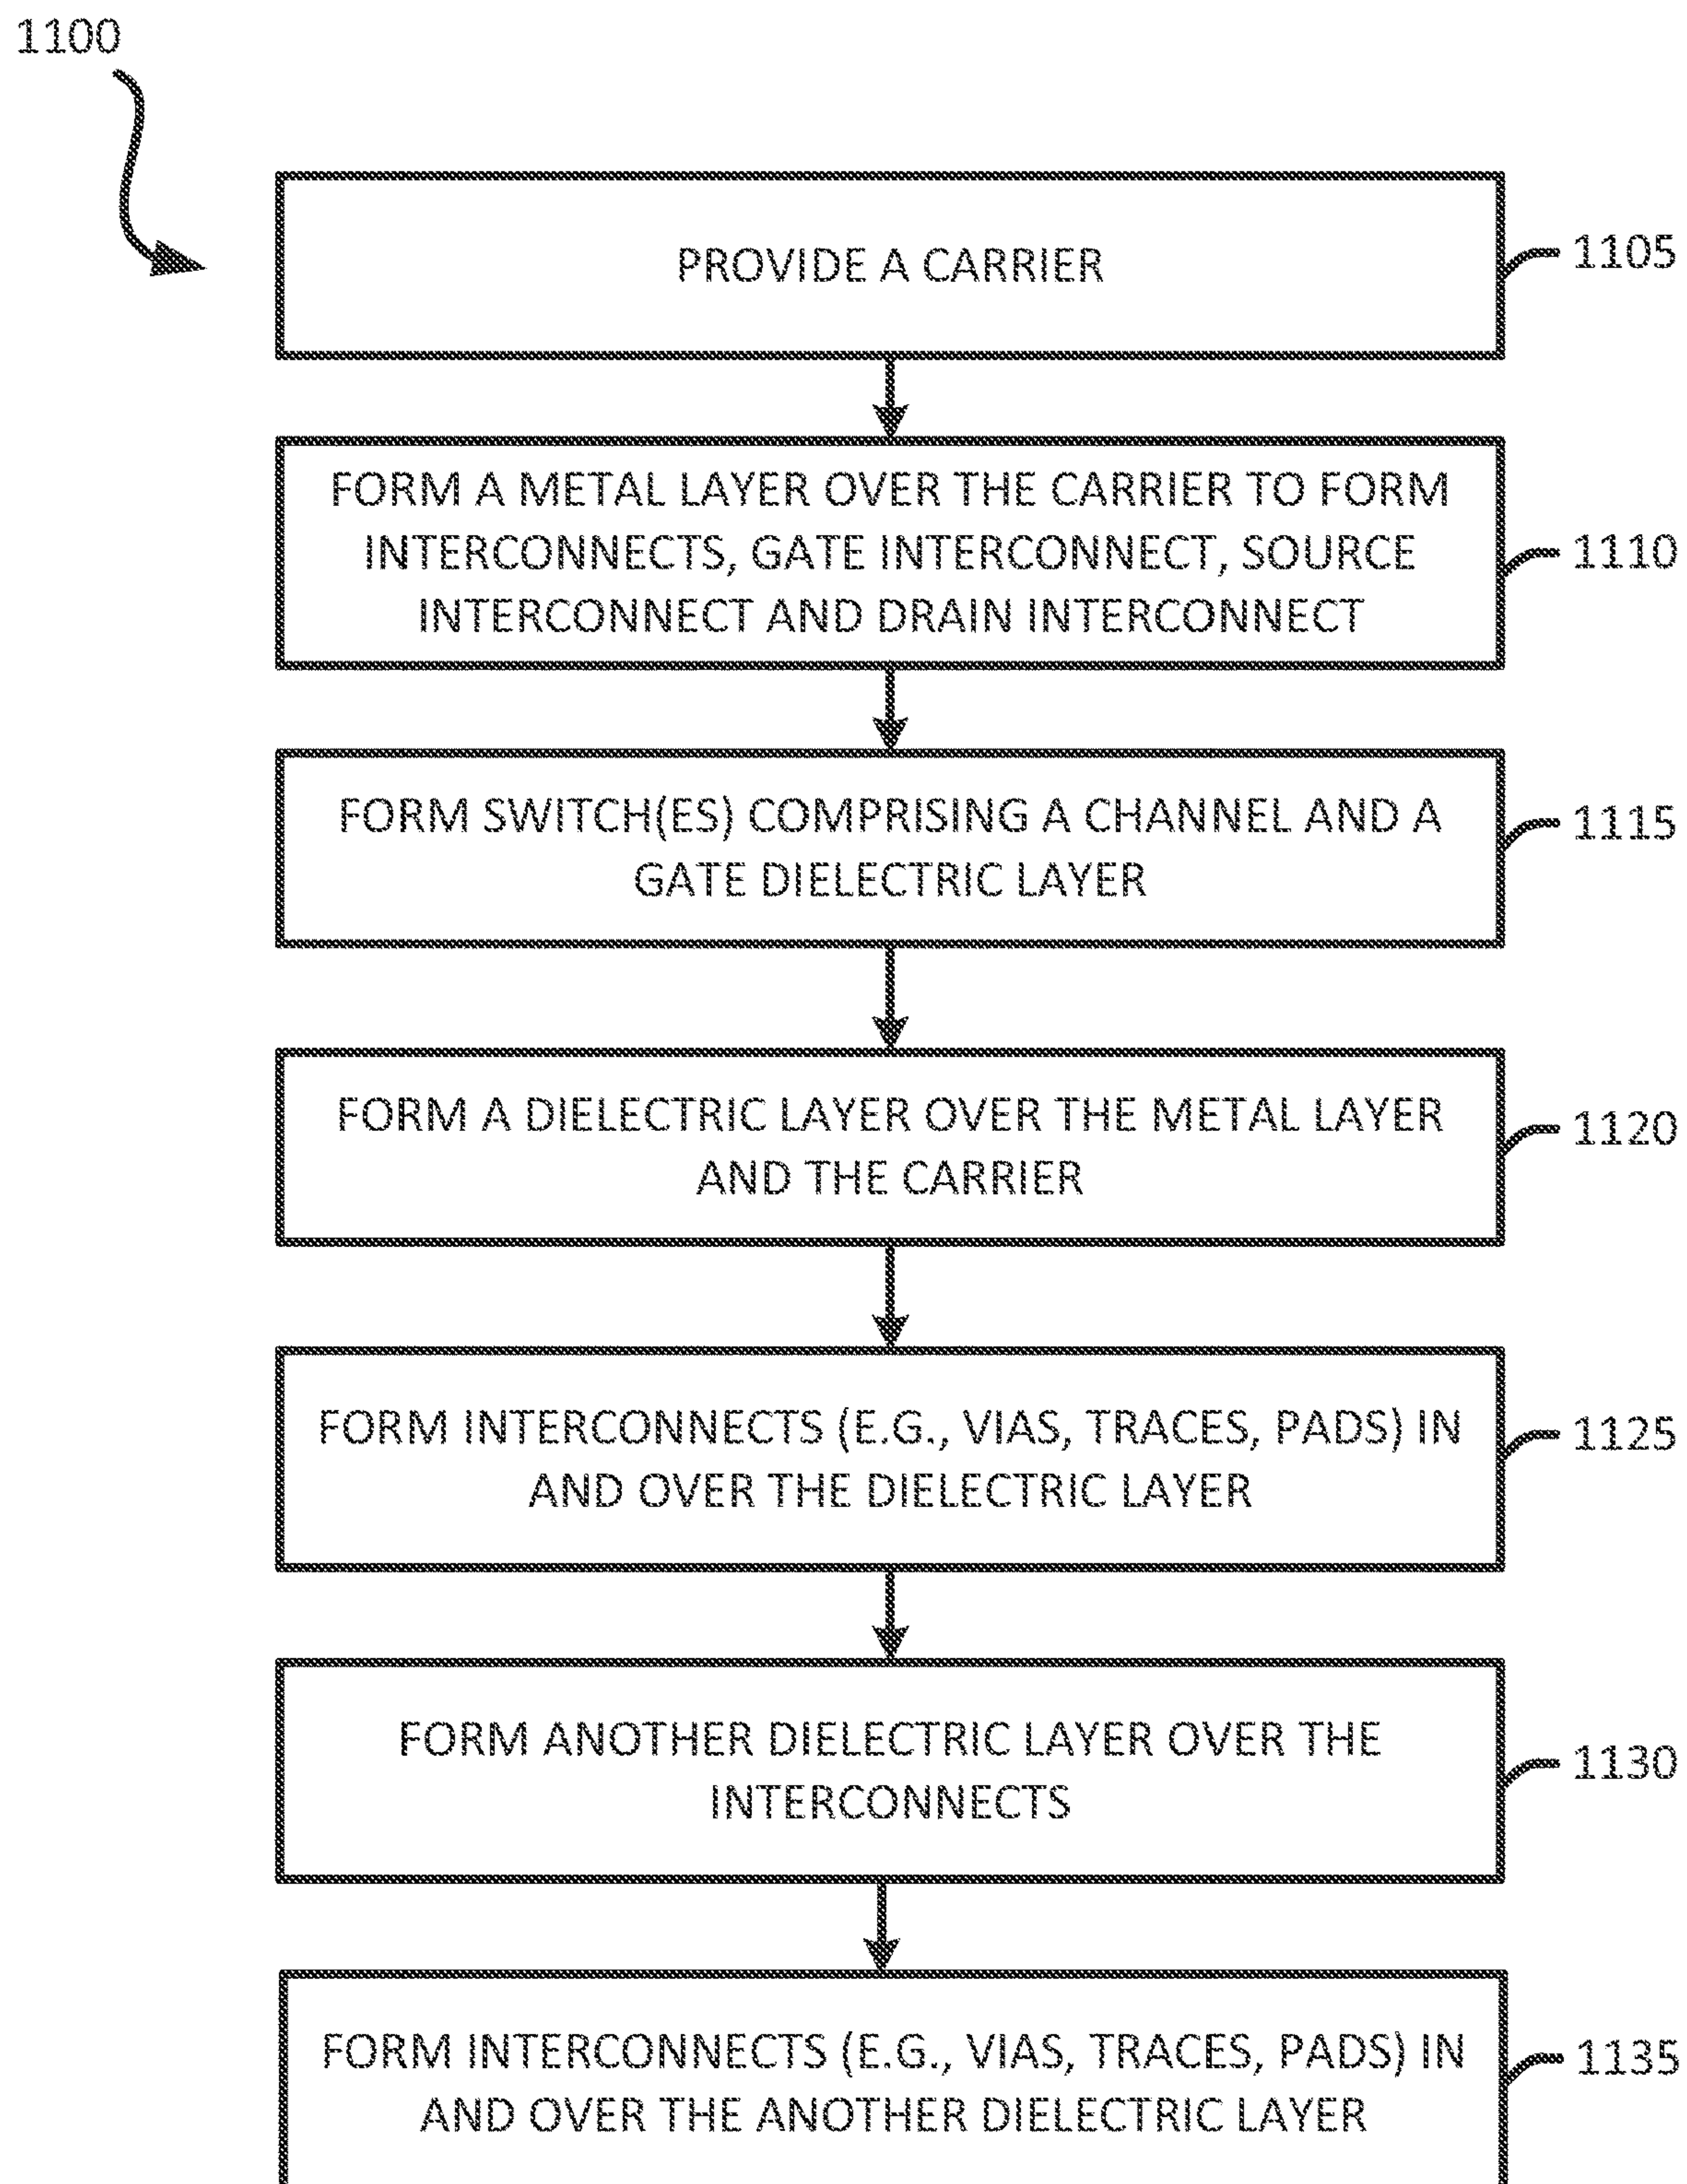 1100
PROVIDE A CARRIER
1105
FORM A METAL LAYER OVER THE CARRIER TO FORM
INTERCONNECTS, GATE INTERCONNECT, SOURCE
INTERCONNECT AND DRAIN INTERCONNECT
1110
FORM SWITCH(ES) COMPRISING A CHANNEL AND A
GATE DIELECTRIC LAYER
1115
FORM A DIELECTRIC LAYER OVER THE METAL LAYER
AND THE CARRIER
1120
FORM INTERCONNECTS (E.G., VIAS, TRACES, PADS) IN
AND OVER THE DIELECTRIC LAYER
1125
FORM ANOTHER DIELECTRIC LAYER OVER THE
INTERCONNECTS
1130
FORM INTERCONNECTS (E.G., VIAS, TRACES, PADS) IN
AND OVER THE ANOTHER DIELECTRIC LAYER
1135